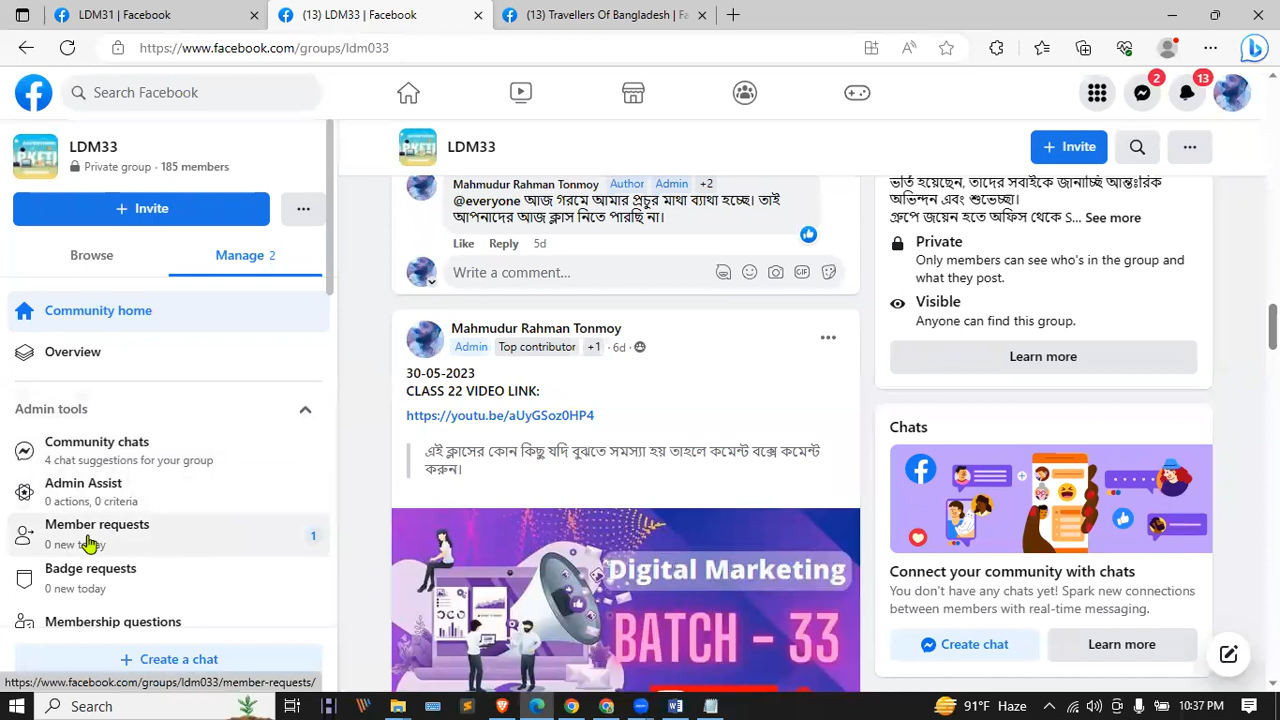 LDM31 | Facebook
(13) LDM33 | Facebook
(13) Travellers Of Bangladesh | Fa
https://www.facebook.com/groups/ldm033
Search Facebook
2
13
LDM33
Private group · 185 members
+ Invite
Browse
Manage 2
Community home
Overview
Admin tools
Community chats
4 chat suggestions for your group
Admin Assist
0 actions, 0 criteria
Member requests
0 new today
1
Badge requests
0 new today
Membership questions
+ Create a chat
https://www.facebook.com/groups/ldm033/member-requests/
LDM33
+ Invite
Mahmudur Rahman Tonmoy Author Admin +2
@everyone আজ গরমে আমার প্রচুর মাথা ব্যাথা হচ্ছে। তাই
আপনাদের আজ ক্লাস নিতে পারছি না।
Like Reply 5d
Write a comment...
GIF
Mahmudur Rahman Tonmoy
Admin Top contributor +1 · 6d ·
30-05-2023
CLASS 22 VIDEO LINK:
https://youtu.be/aUyGSoz0HP4
এই ক্লাসের কোন কিছু যদি বুঝতে সমস্যা হয় তাহলে কমেন্ট বক্সে কমেন্ট
করুন।
Digital Marketing
BATCH - 33
ভর্তি হয়েছেন, তাদের সবাইকে জানাচ্ছি আন্তঃরিক
অভিনন্দন এবং শুভেচ্ছা।
গ্রুপে জয়েন হতে অফিস থেকে S... See more
Private
Only members can see who's in the group and
what they post.
Visible
Anyone can find this group.
Learn more
Chats
Connect your community with chats
You don't have any chats yet! Spark new connections
between members with real-time messaging.
Create chat
Learn more
Search
91°F Haze
10:37 PM